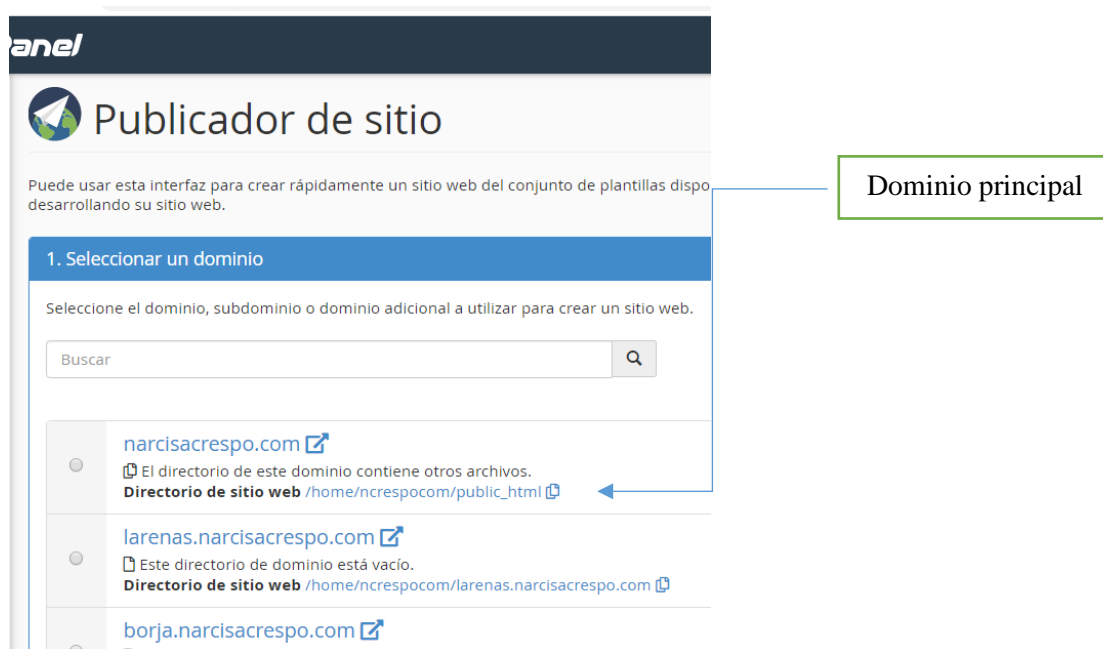 Panel
Publicador de sitio
Puede usar esta interfaz para crear rápidamente un sitio web del conjunto de plantillas dispo
desarrollando su sitio web.
Dominio principal
1. Seleccionar un dominio
Seleccione el dominio, subdominio o dominio adicional a utilizar para crear un sitio web.
Buscar
narcisacrespo.com
El directorio de este dominio contiene otros archivos.
Directorio de sitio web /home/ncrespocom/public_html
larenas.narcisacrespo.com
Este directorio de dominio está vacío.
Directorio de sitio web /home/ncrespocom/larenas.narcisacrespo.com
borja.narcisacrespo.com